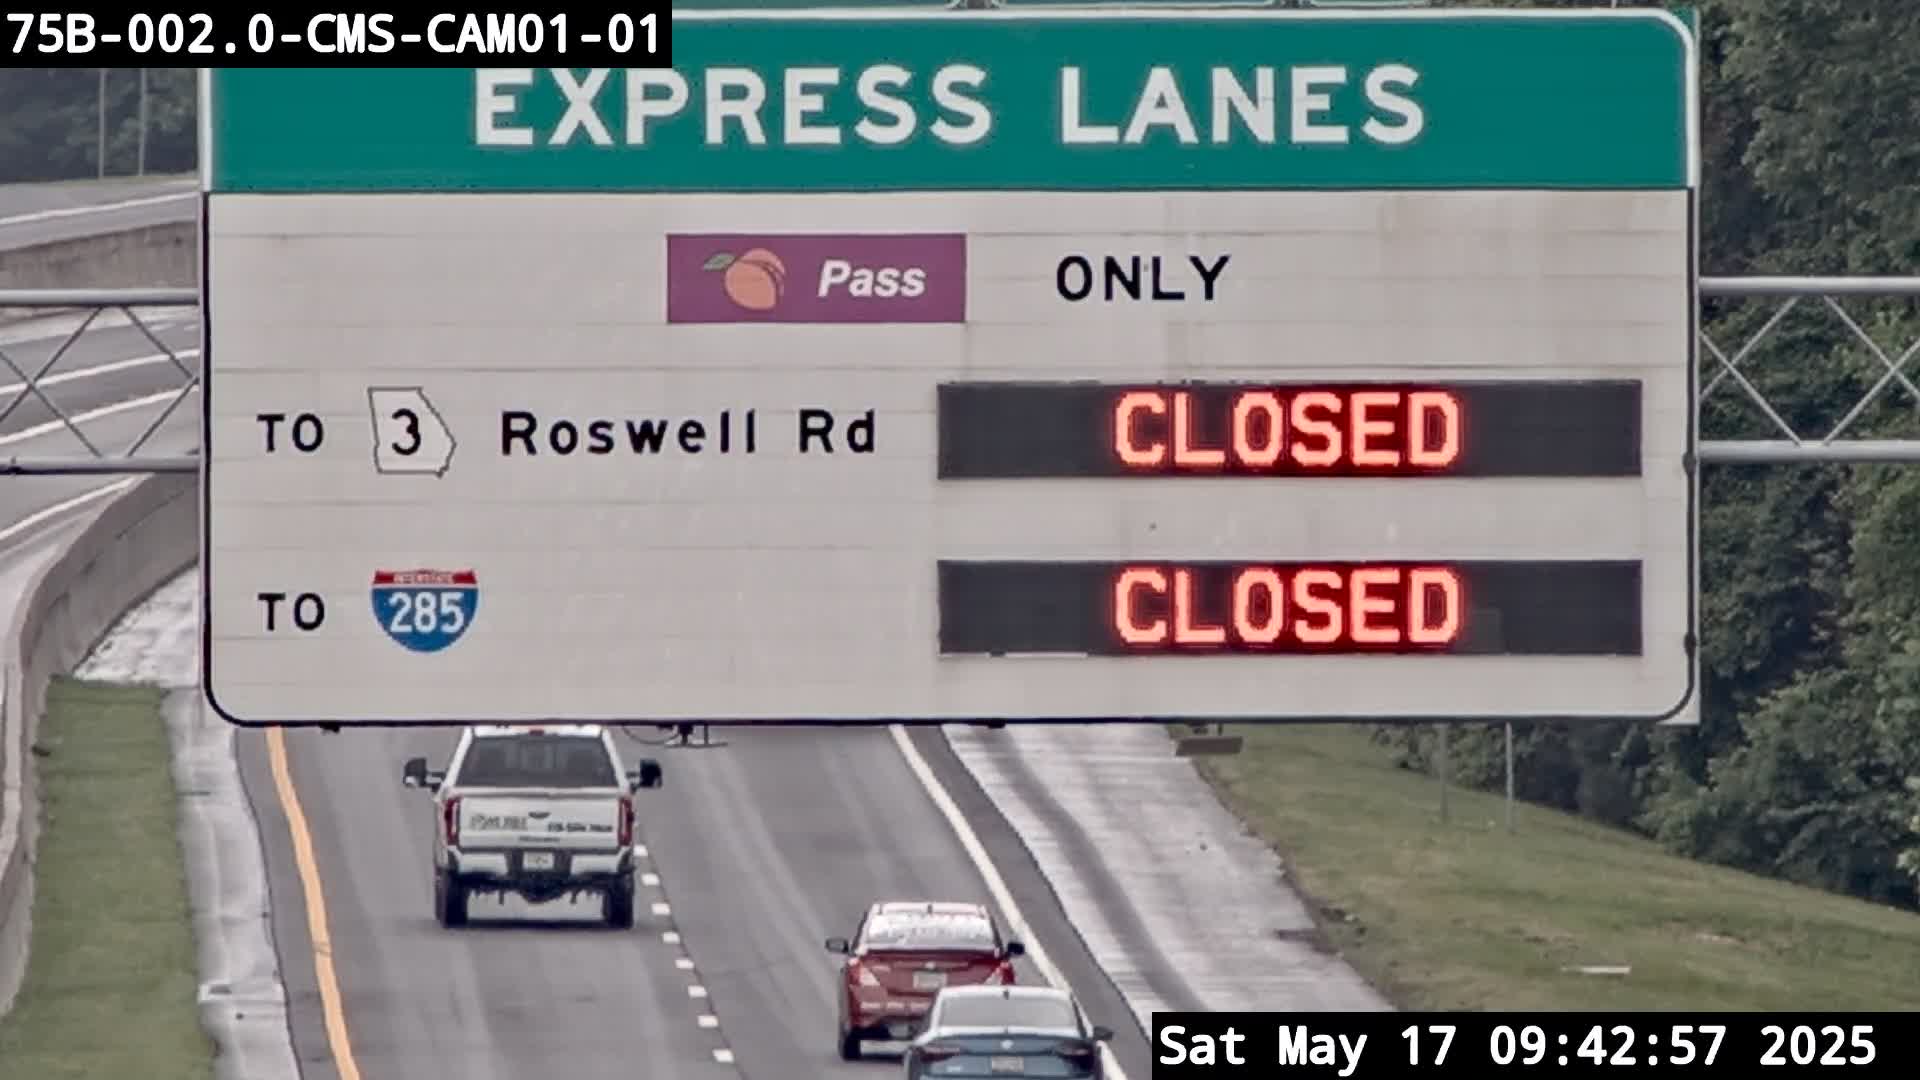 75B-002.0-CMS-CAM01-01
EXPRESS LANES
Pass ONLY
TO 3 Roswell Rd CLOSED
TO 285 CLOSED
Sat May 17 09:42:57 2025